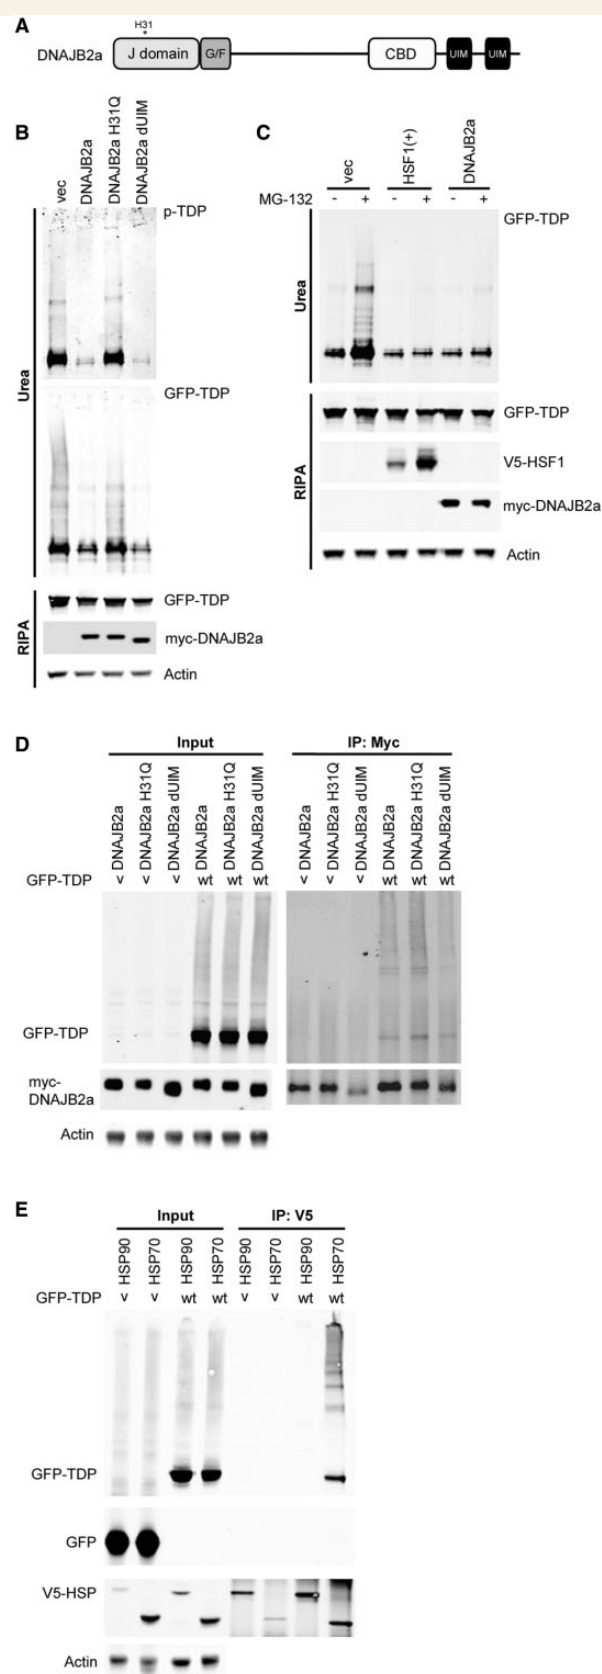 A
H31
*
DNAJB2a
J domain
G/F
CBD
UIM
UIM
B
vec
DNAJB2a
DNAJB2a H31Q
DNAJB2a dUIM
p-TDP
Urea
GFP-TDP
RIPA
GFP-TDP
myc-DNAJB2a
Actin
C
vec
HSF1(+)
DNAJB2a
MG-132 - + - + - +
GFP-TDP
Urea
RIPA
GFP-TDP
V5-HSF1
myc-DNAJB2a
Actin
D
Input
IP: Myc
DNAJB2a
DNAJB2a H31Q
DNAJB2a dUIM
DNAJB2a
DNAJB2a H31Q
DNAJB2a dUIM
DNAJB2a
DNAJB2a H31Q
DNAJB2a dUIM
DNAJB2a
DNAJB2a H31Q
DNAJB2a dUIM
GFP-TDP v v v wt wt wt v v v wt wt wt
GFP-TDP
myc-
DNAJB2a
Actin
E
Input
IP: V5
HSP90
HSP70
HSP90
HSP70
HSP90
HSP70
HSP90
HSP70
GFP-TDP v v wt wt v v wt wt
GFP-TDP
GFP
V5-HSP
Actin